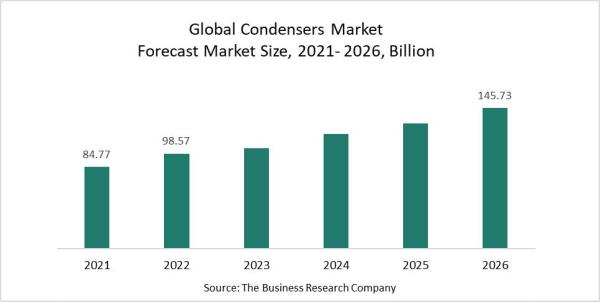 Global Condensers Market
Forecast Market Size, 2021- 2026, Billion
145.73
98.57
84.77
2021 2022 2023 2024 2025 2026
Source: The Business Research Company